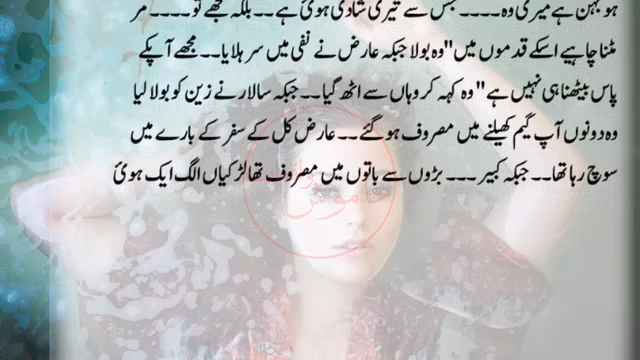 ہو بہن ہے میری وہ۔۔۔۔ جس سے تیری شادی ہوئ ہے۔۔ بلکہ تجھے تو۔۔۔۔ مر
مٹنا چاہیے اسکے قدموں میں" وہ بولا جبکہ عارض نے نفی میں سر ہلایا۔۔ مجھے آپکے
پاس بیٹھنا ہی نہیں ہے" وہ کہہ کر وہاں سے اٹھ گیا۔۔ جبکہ سالار نے زین کو بولا لیا
وہ دونوں آپ گیم کھیلنے میں مصروف ہو گئے۔۔ عارض کل کے سفر کے بارے میں
سوچ رہا تھا۔۔ جبکہ کبیر۔۔۔ بڑوں سے باتوں میں مصروف تھا لڑکیاں الگ ایک ہوئ